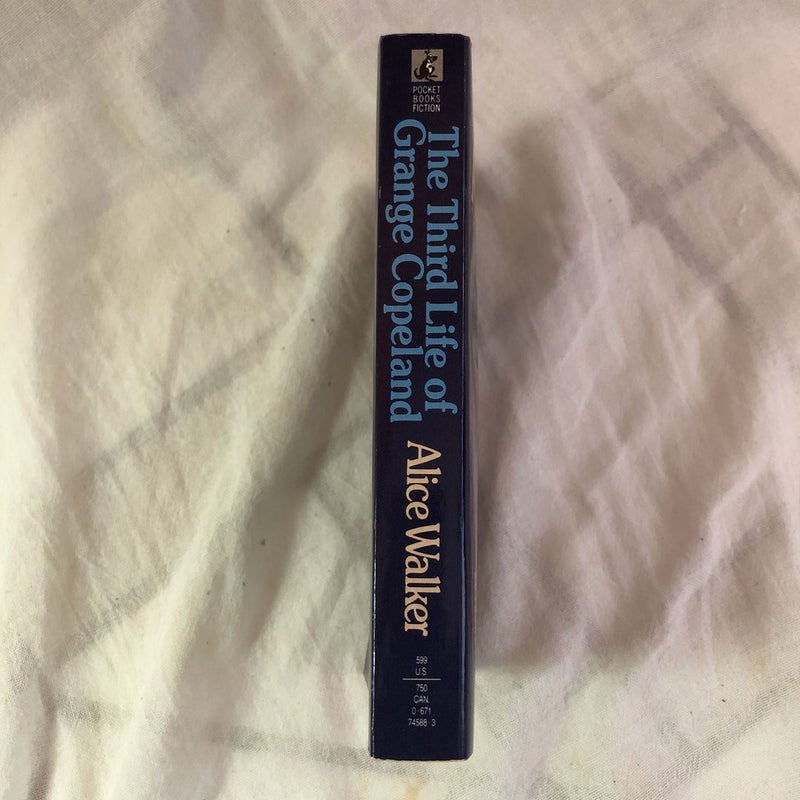 POCKET
BOOKS
FICTION
The Third Life of
Grange Copeland
Alice Walker
599
U.S.
750
CAN.
0-671
74588-3